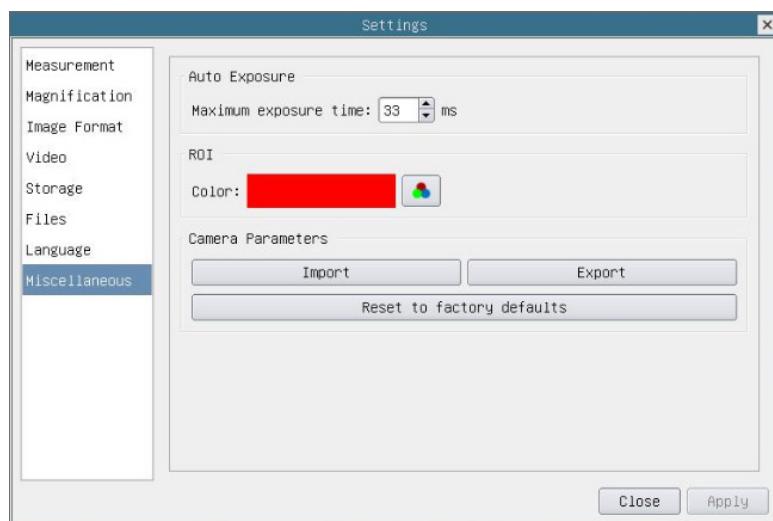 Settings
Measurement
Magnification
Image Format
Video
Storage
Files
Language
Miscellaneous
Auto Exposure
Maximum exposure time: 33 ms
ROI
Color:
Camera Parameters
Import Export
Reset to factory defaults
Close Apply